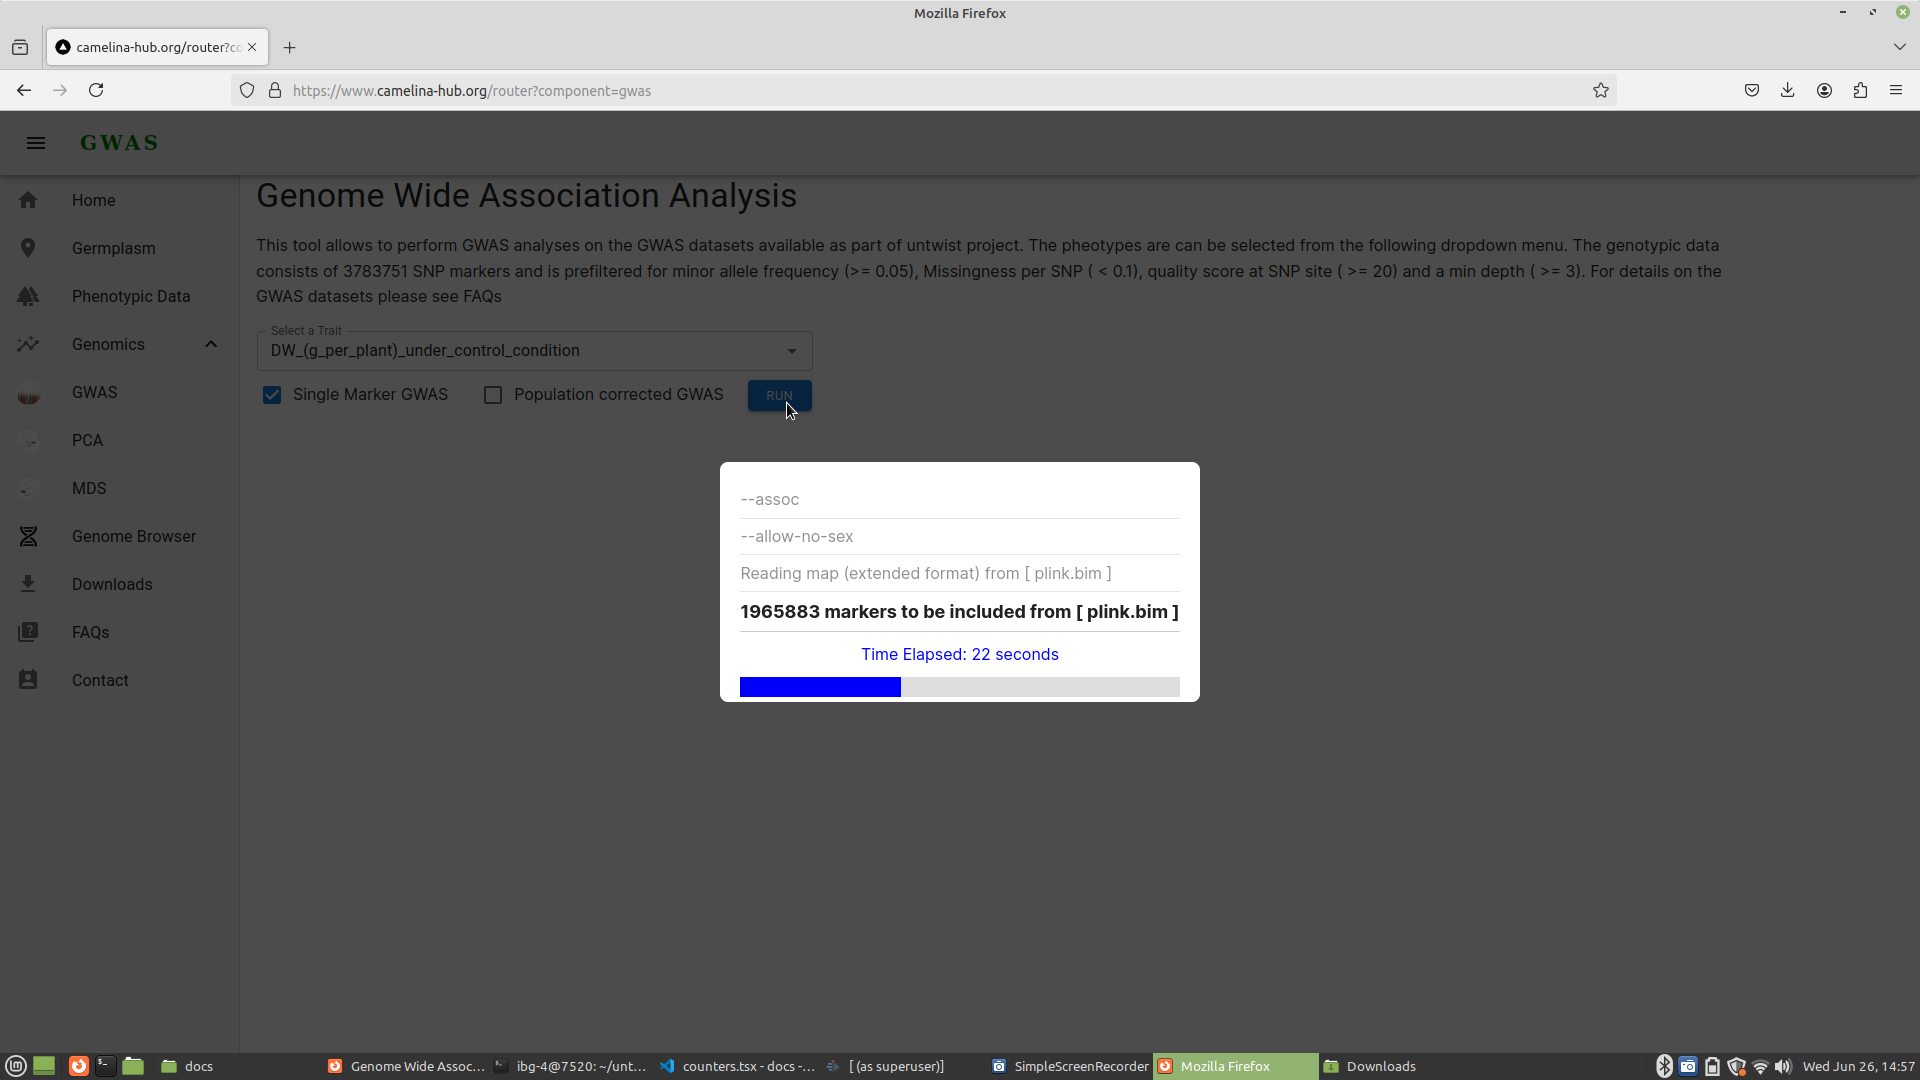 Mozilla Firefox
camelina-hub.org/router?co
https://www.camelina-hub.org/router?component=gwas
GWAS
Home
Germplasm
Phenotypic Data
Genomics
GWAS
PCA
MDS
Genome Browser
Downloads
FAQs
Contact
Genome Wide Association Analysis
This tool allows to perform GWAS analyses on the GWAS datasets available as part of untwist project. The pheotypes are can be selected from the following dropdown menu. The genotypic data
consists of 3783751 SNP markers and is prefiltered for minor allele frequency (>= 0.05), Missingness per SNP ( < 0.1), quality score at SNP site ( >= 20) and a min depth ( >= 3). For details on the
GWAS datasets please see FAQs
Select a Trait
DW_(g_per_plant)_under_control_condition
Single Marker GWAS
Population corrected GWAS
RUN
--assoc
--allow-no-sex
Reading map (extended format) from [ plink.bim ]
1965883 markers to be included from [ plink.bim ]
Time Elapsed: 22 seconds
docs
Genome Wide Assoc...
ibg-4@7520: ~/unt...
counters.tsx - docs -...
[ (as superuser)]
SimpleScreenRecorder
Mozilla Firefox
Downloads
Wed Jun 26, 14:57